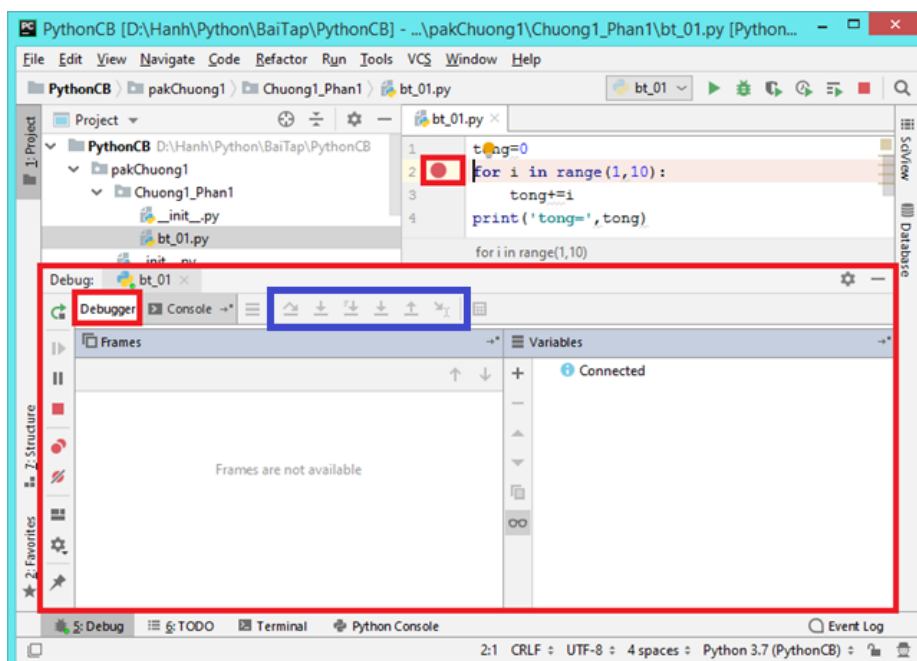 PC PythonCB [D:\Hanh\Python\BaiTap\PythonCB] - ...\pakChuong1\Chuong1_Phan1\bt_01.py [Python...
File Edit View Navigate Code Refactor Run Tools VCS Window Help
PythonCB pakChuong1 Chuong1_Phan1 bt_01.py bt_01
1: Project
Project
bt_01.py
PythonCB D:\Hanh\Python\BaiTap\PythonCB
pakChuong1
Chuong1_Phan1
__init__.py
bt_01.py
__init__.py
1 tong=0
2 for i in range(1,10):
3 tong+=i
4 print('tong=',tong)
for i in range(1,10)
SciView
Database
Debug: bt_01
Debugger Console
Frames
Variables
Connected
Frames are not available
7: Structure
2: Favorites
5: Debug 6: TODO Terminal Python Console Event Log
2:1 CRLF UTF-8 4 spaces Python 3.7 (PythonCB)